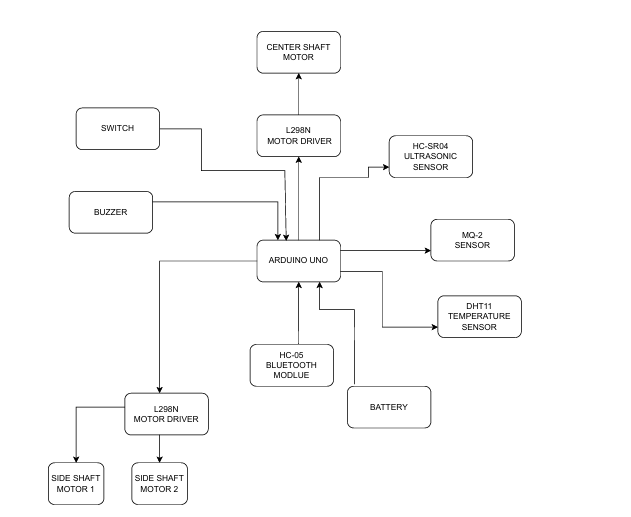 CENTER SHAFT
MOTOR
SWITCH
L298N
MOTOR DRIVER
HC-SR04
ULTRASONIC
SENSOR
BUZZER
MQ-2
SENSOR
ARDUINO UNO
DHT11
TEMPERATURE
SENSOR
HC-05
BLUETOOTH
MODLUE
BATTERY
L298N
MOTOR DRIVER
SIDE SHAFT
MOTOR 1
SIDE SHAFT
MOTOR 2